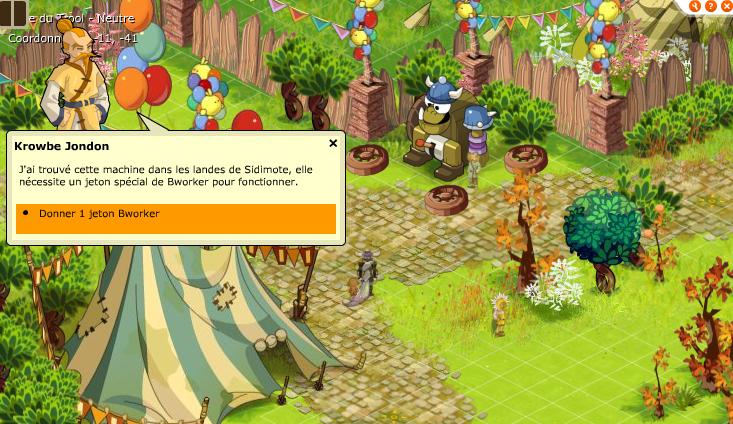 e du Trool - Neutre
Coordonn -11, -41
Krowbe Jondon
J'ai trouvé cette machine dans les landes de Sidimote, elle
nécessite un jeton spécial de Bworker pour fonctionner.
Donner 1 jeton Bworker